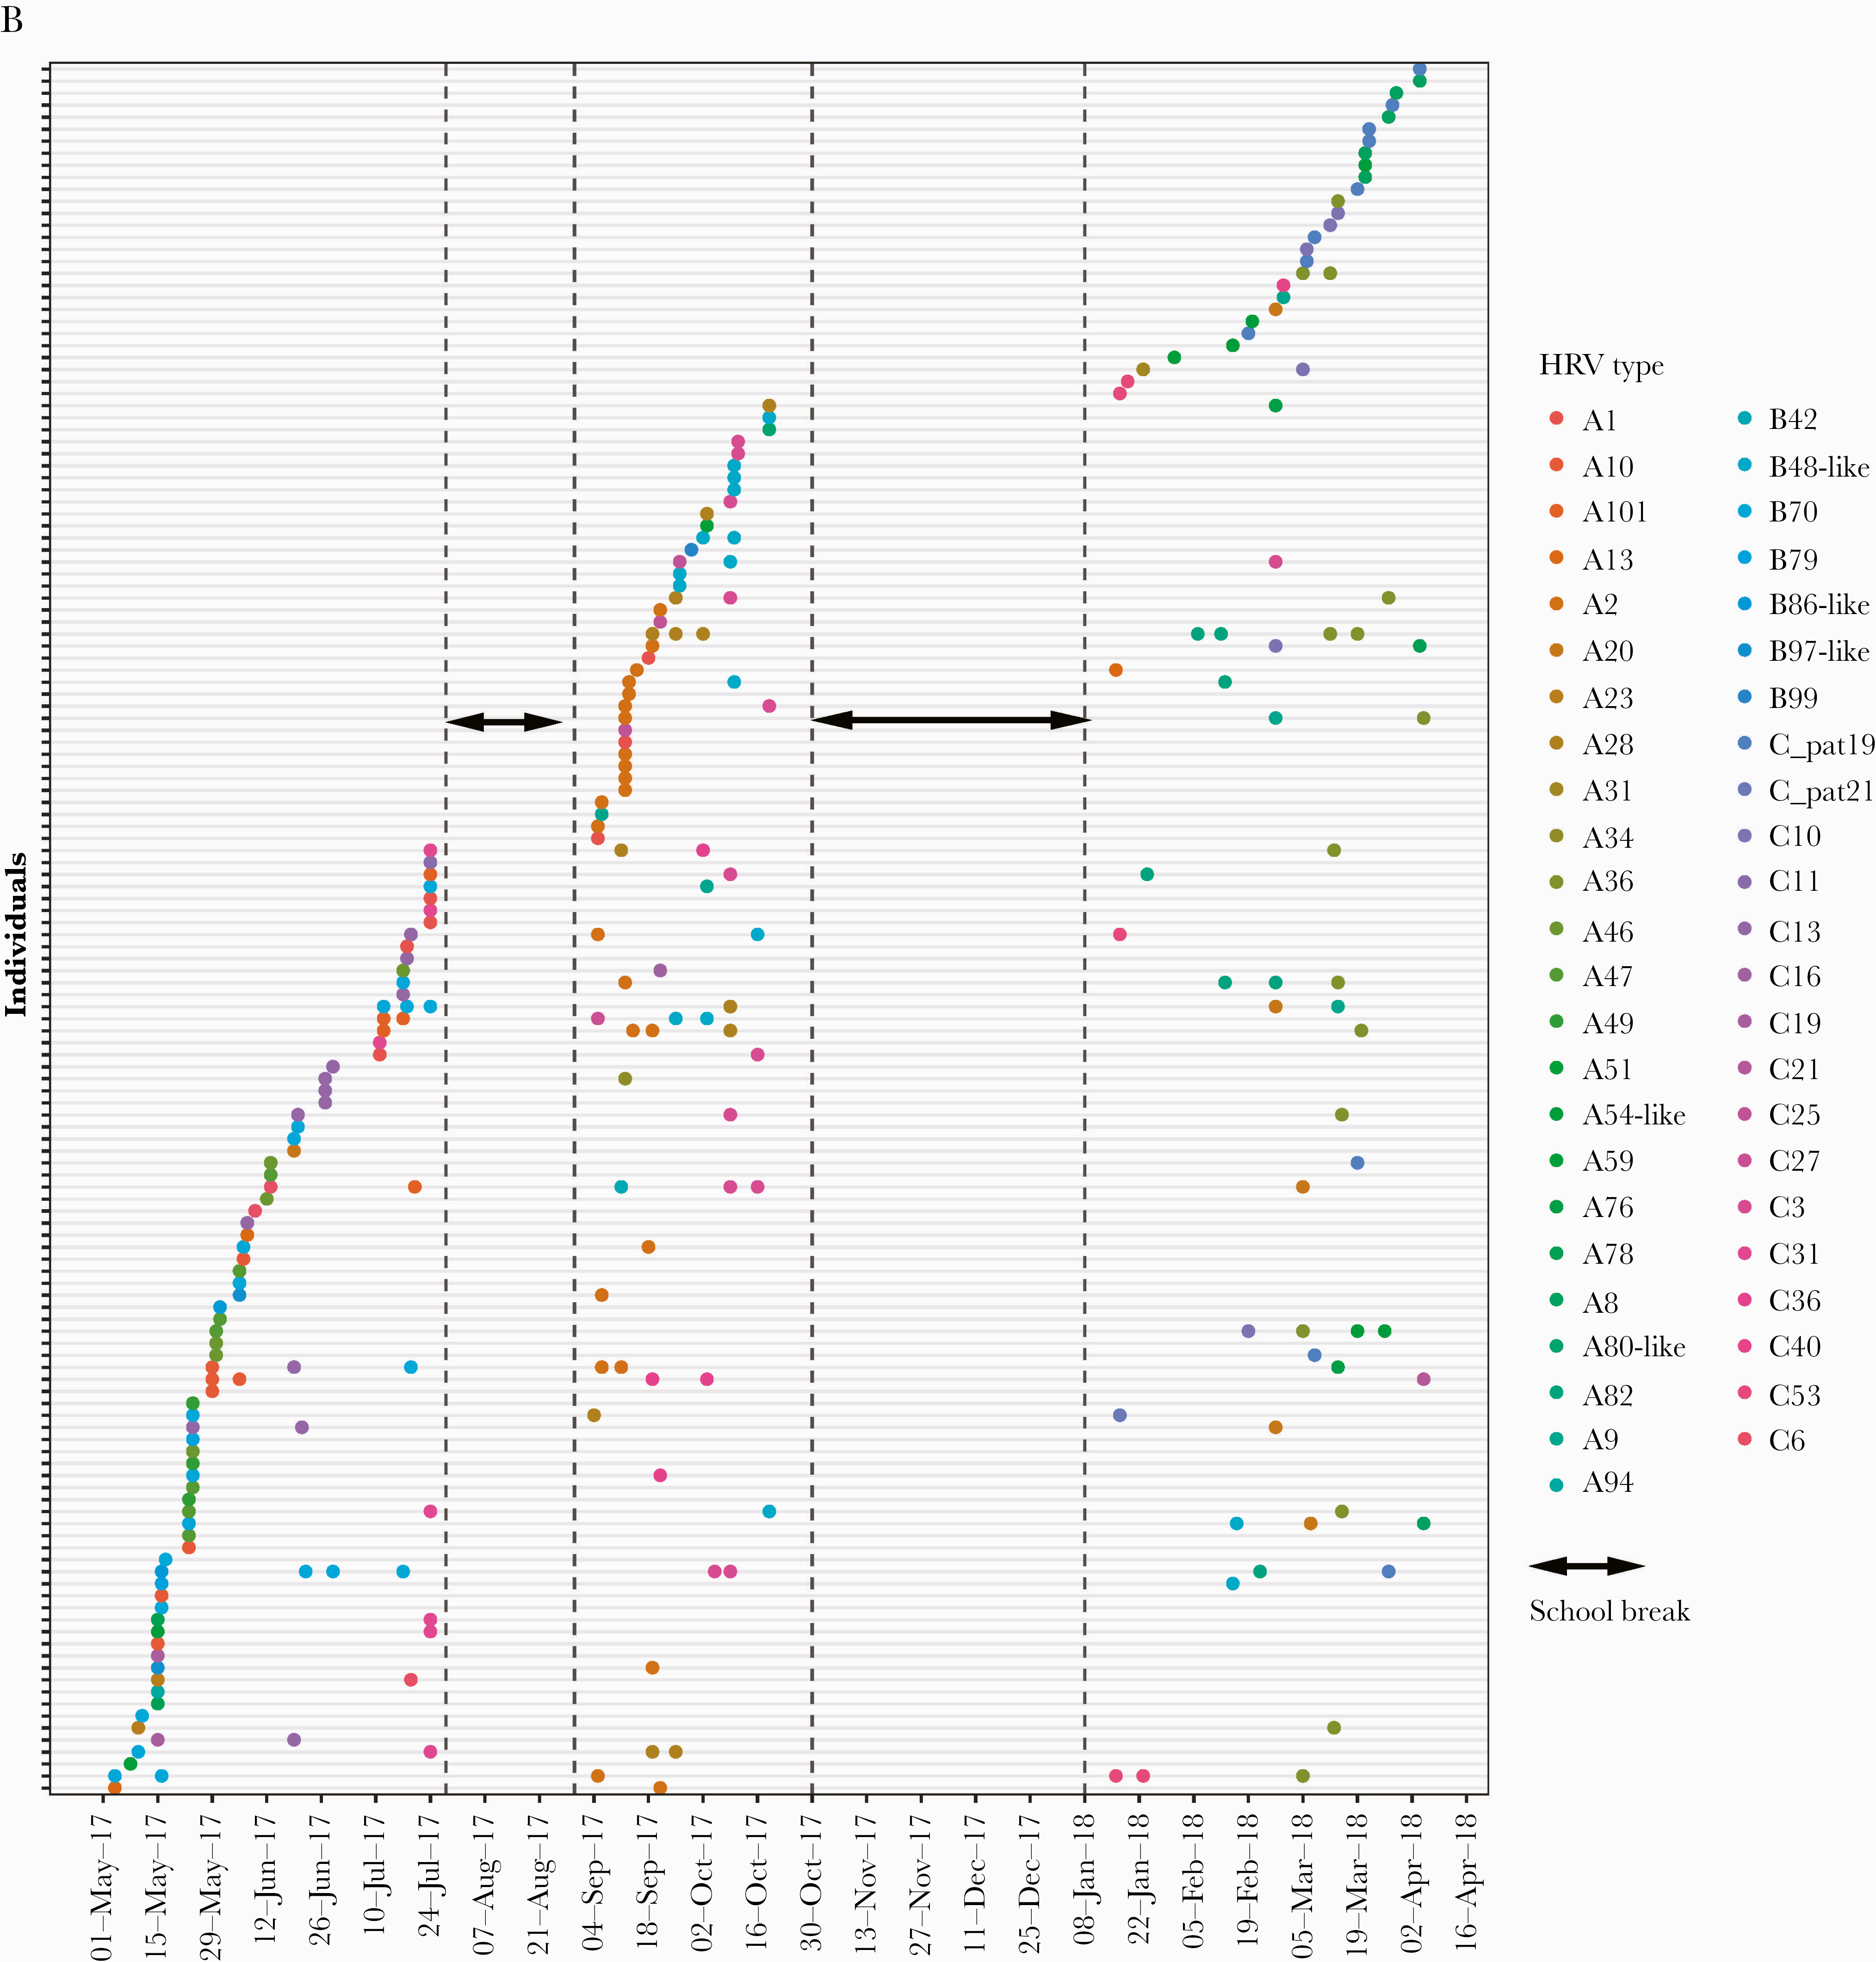 B
Individuals
01–May–17
15–May–17
29–May–17
12–Jun–17
26–Jun–17
10–Jul–17
24–Jul–17
07–Aug–17
21–Aug–17
04–Sep–17
18–Sep–17
02–Oct–17
16–Oct–17
30–Oct–17
13–Nov–17
27–Nov–17
11–Dec–17
25–Dec–17
08–Jan–18
22–Jan–18
05–Feb–18
19–Feb–18
05–Mar–18
19–Mar–18
02–Apr–18
16–Apr–18
HRV type
A1
A10
A101
A13
A2
A20
A23
A28
A31
A34
A36
A46
A47
A49
A51
A54-like
A59
A76
A78
A8
A80-like
A82
A9
A94
B42
B48-like
B70
B79
B86-like
B97-like
B99
C_pat19
C_pat21
C10
C11
C13
C16
C19
C21
C25
C27
C3
C31
C36
C40
C53
C6
School break